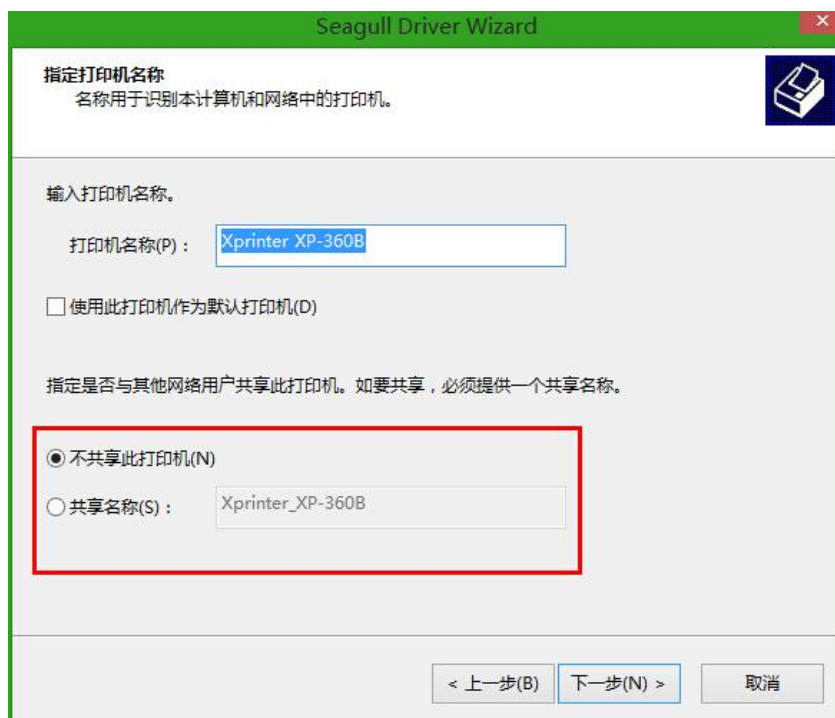 Seagull Driver Wizard
指定打印机名称
名称用于识别本计算机和网络中的打印机。
输入打印机名称。
打印机名称(P)： Xprinter XP-360B
使用此打印机作为默认打印机(D)
指定是否与其他网络用户共享此打印机。如要共享，必须提供一个共享名称。
不共享此打印机(N)
共享名称(S)： Xprinter_XP-360B
< 上一步(B) 下一步(N) > 取消